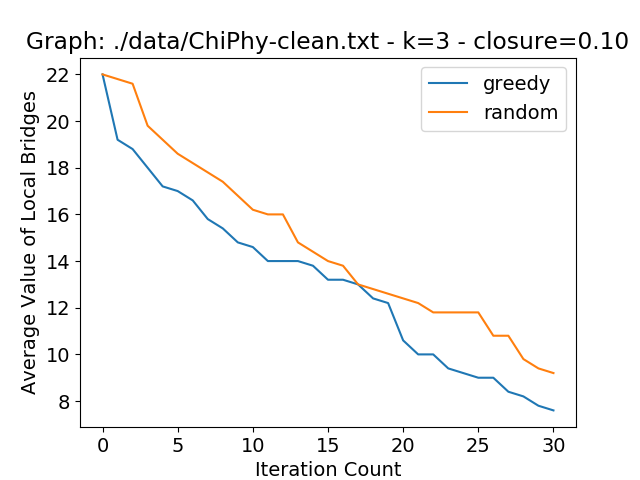 Graph: ./data/ChiPhy-clean.txt - k=3 - closure=0.10
greedy
random
Average Value of Local Bridges
22
20
18
16
14
12
10
8
0 5 10 15 20 25 30
Iteration Count